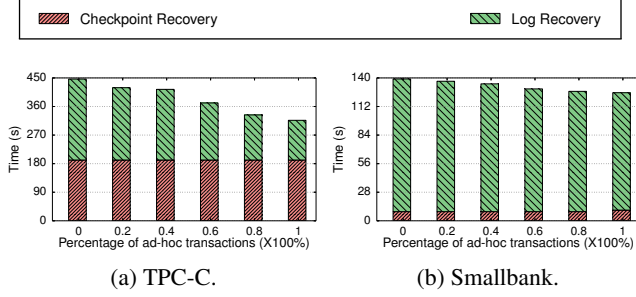 Checkpoint Recovery Log Recovery
Time (s)
450
360
270
180
90
0
0 0.2 0.4 0.6 0.8 1
Percentage of ad-hoc transactions (X100%)
(a) TPC-C.
Time (s)
140
112
84
56
28
0
0 0.2 0.4 0.6 0.8 1
Percentage of ad-hoc transactions (X100%)
(b) Smallbank.